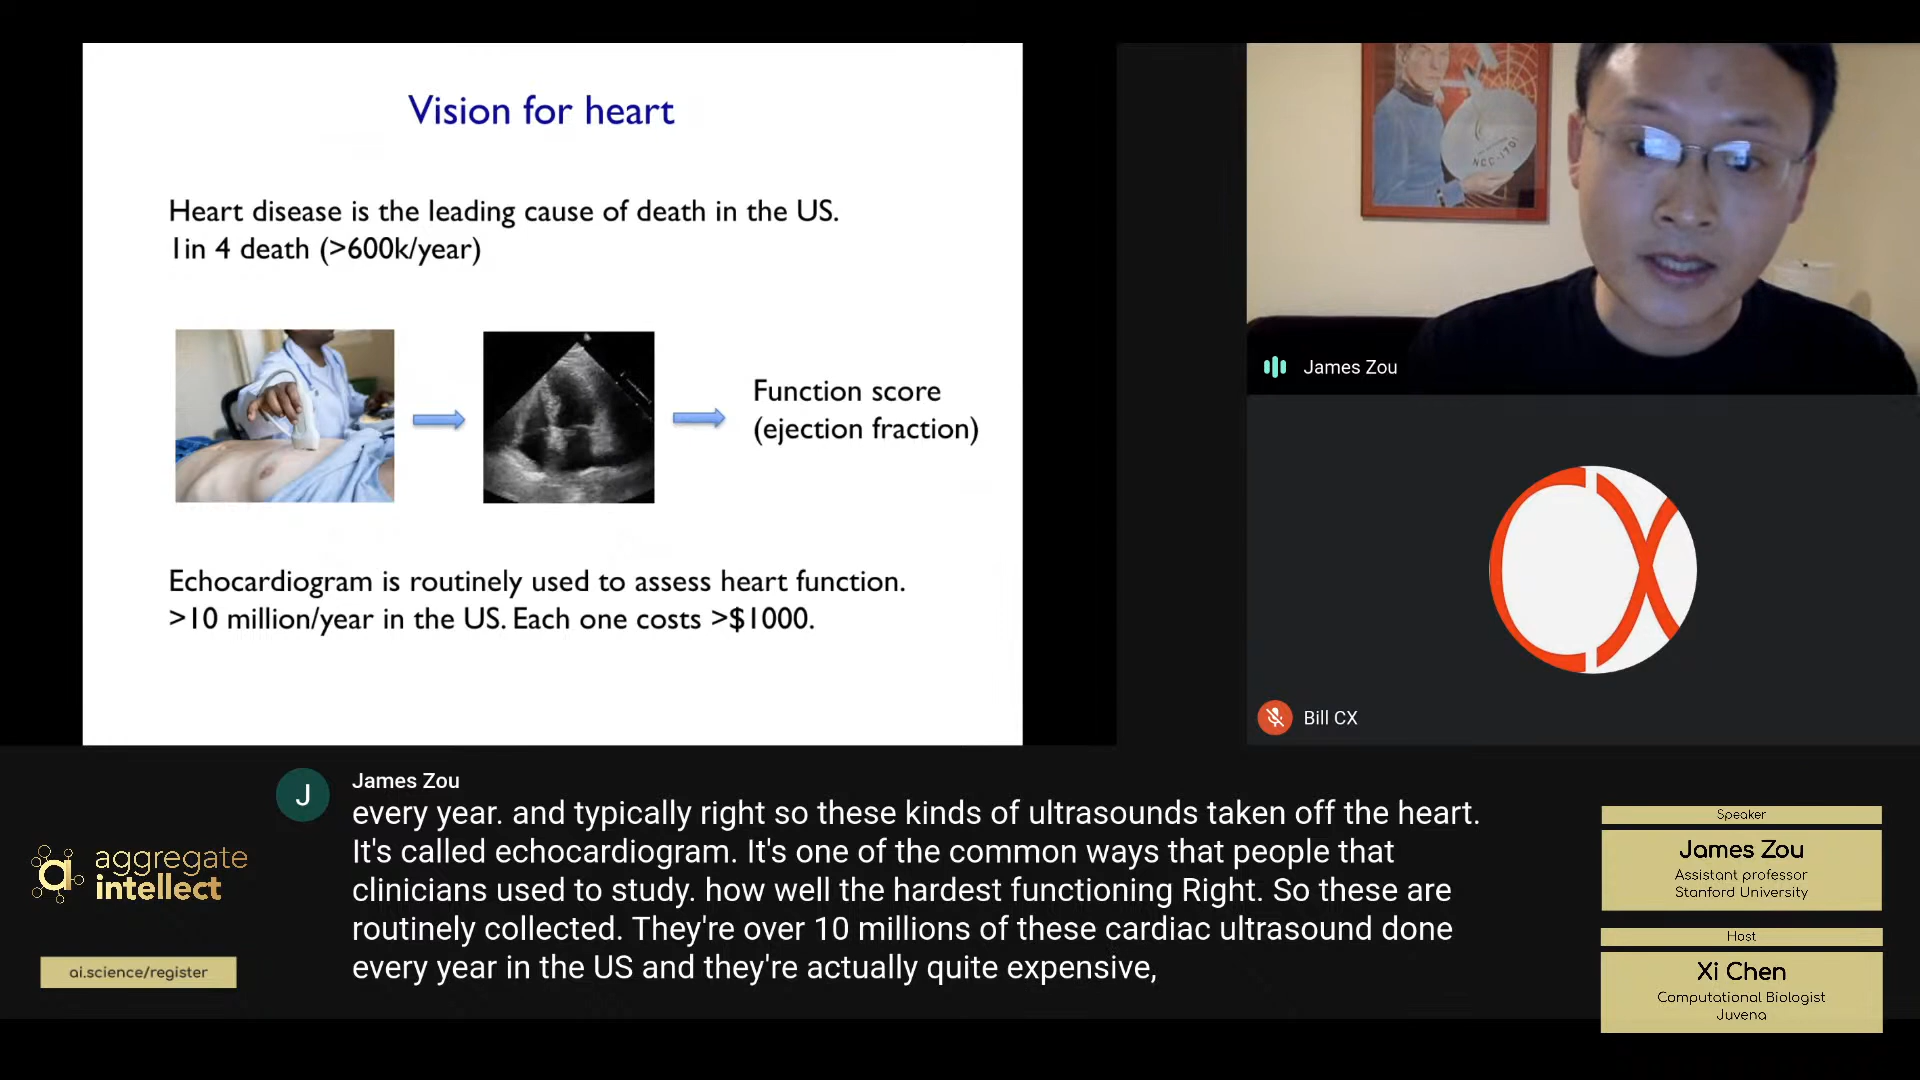 Vision for heart
Heart disease is the leading cause of death in the US.
1in 4 death (>600k/year)
Function score
(ejection fraction)
Echocardiogram is routinely used to assess heart function.
>10 million/year in the US. Each one costs >$1000.
NCC-1701
James Zou
Bill CX
J
James Zou
every year. and typically right so these kinds of ultrasounds taken off the heart.
It's called echocardiogram. It's one of the common ways that people that
clinicians used to study. how well the hardest functioning Right. So these are
routinely collected. They're over 10 millions of these cardiac ultrasound done
every year in the US and they're actually quite expensive,
aggregate
intellect
ai.science/register
Speaker
James Zou
Assistant professor
Stanford University
Host
Xi Chen
Computational Biologist
Juvena